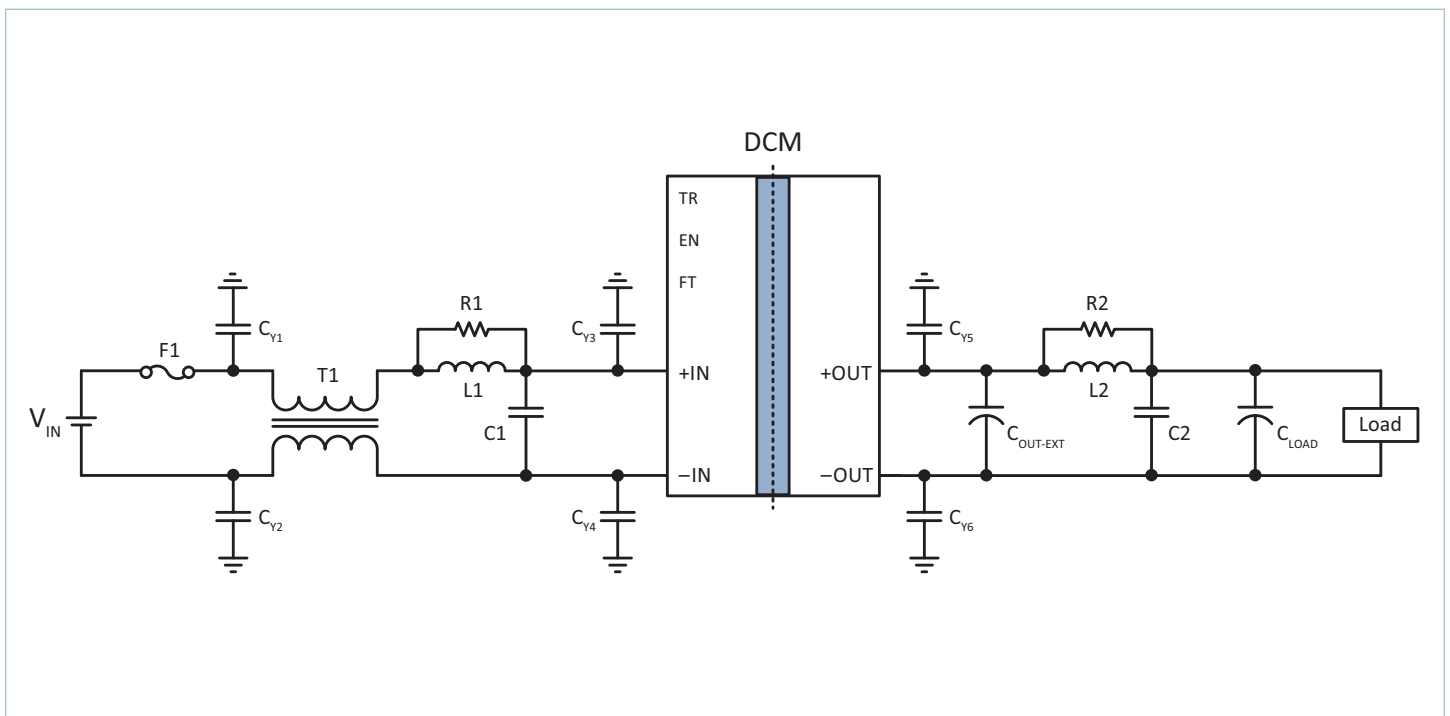 DCM
TR
EN
FT
R1
R2
C_Y1
C_Y3
C_Y5
F1
T1
+IN
+OUT
L1
L2
V_IN
C1
C_OUT-EXT
C2
C_LOAD
Load
−IN
−OUT
C_Y2
C_Y4
C_Y6